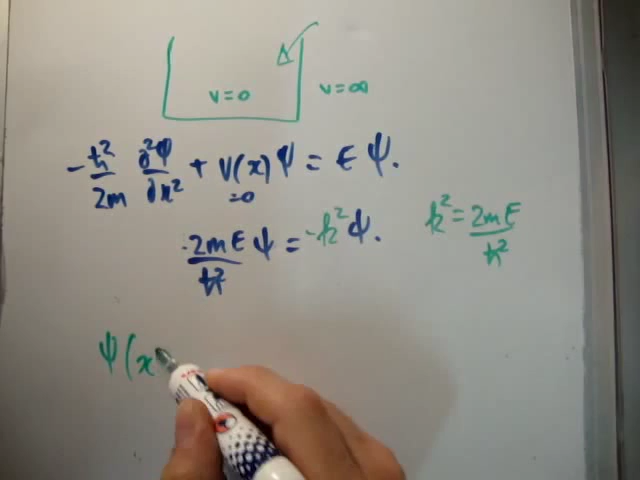 v=0 v=∞
-ħ²/2m ∂²ψ/∂x² + V(x)ψ = Eψ.
=0
-2mE/ħ² ψ = -k²ψ. k² = 2mE/ħ²
ψ(x